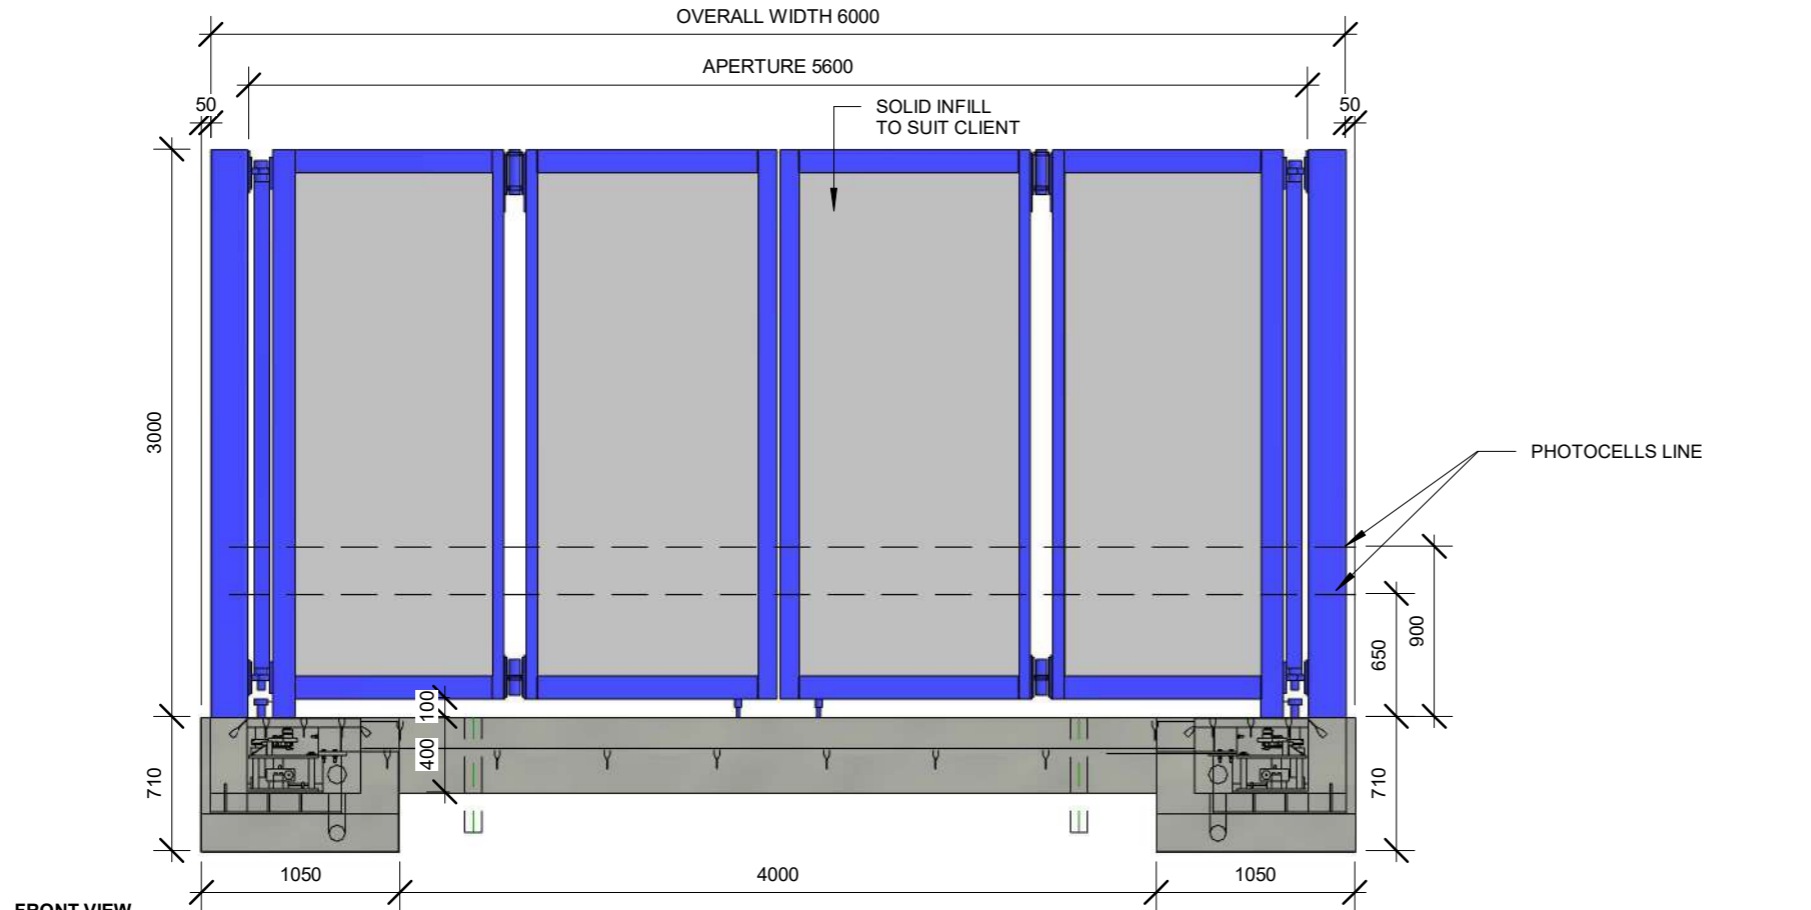 OVERALL WIDTH 6000
APERTURE 5600
50
50
SOLID INFILL
TO SUIT CLIENT
3000
PHOTOCELLS LINE
900
650
100
400
710
710
1050
4000
1050
FRONT VIEW